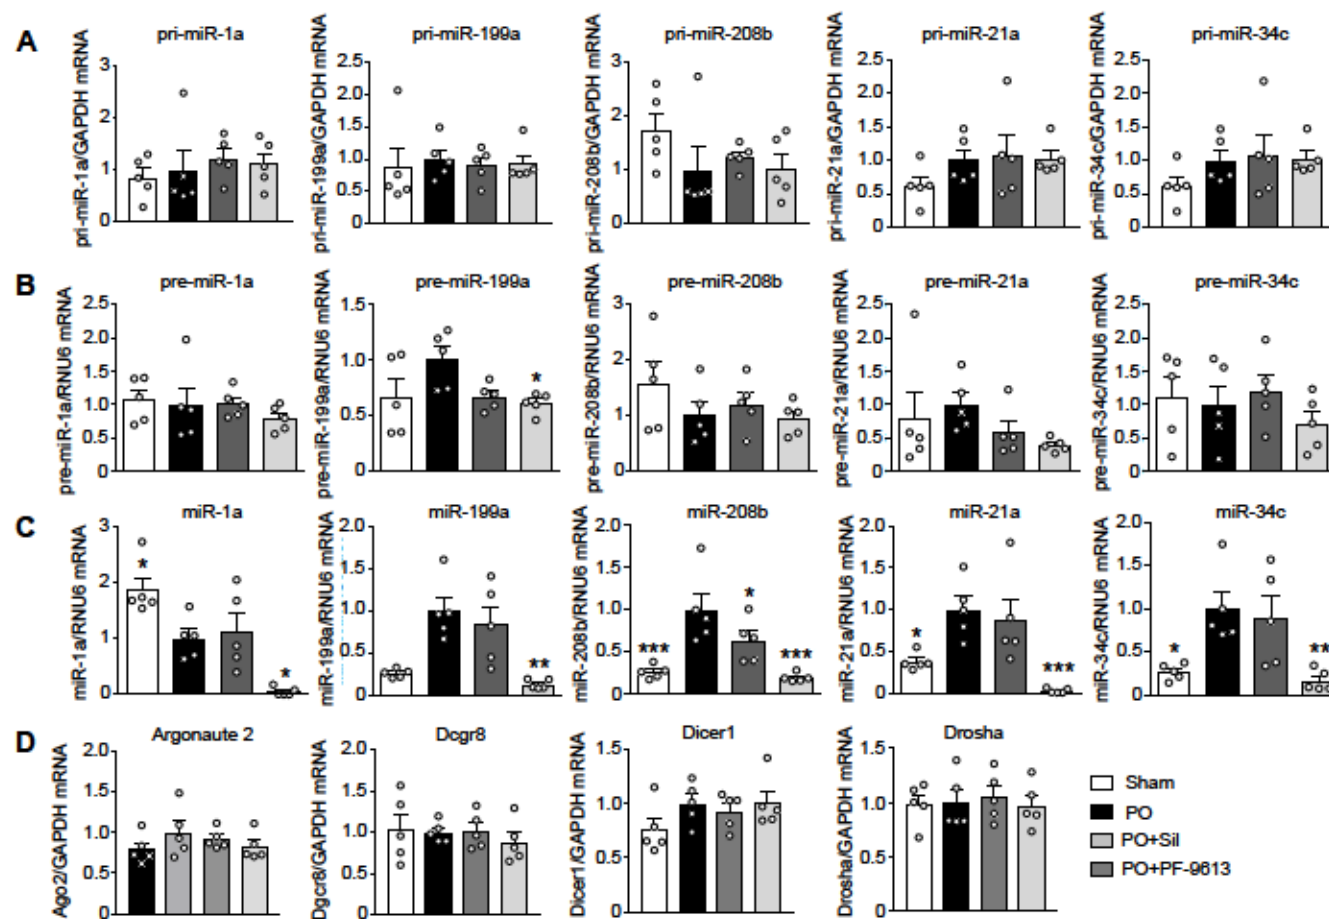 A
pri-miR-1a
pri-miR-199a
pri-miR-208b
pri-miR-21a
pri-miR-34c
pri-miR-1a/GAPDH mRNA
3
2
1
0
pri-miR-199a/GAPDH mRNA
2.5
2.0
1.5
1.0
0.5
0
pri-miR-208b/GAPDH mRNA
3
2
1
0
pri-miR-21a/GAPDH mRNA
2.5
2.0
1.5
1.0
0.5
0
pri-miR-34c/GAPDH mRNA
2.5
2.0
1.5
1.0
0.5
0
B
pre-miR-1a
pre-miR-199a
pre-miR-208b
pre-miR-21a
pre-miR-34c
pre-miR-1a/RNU6 mRNA
2.5
2.0
1.5
1.0
0.5
0
pre-miR-199a/RNU6 mRNA
1.5
1.0
0.5
0
*
pre-miR-208b/RNU6 mRNA
3
2
1
0
pre-miR-21a/RNU6 mRNA
2.5
2.0
1.5
1.0
0.5
0
pre-miR-34c/RNU6 mRNA
2.5
2.0
1.5
1.0
0.5
0
C
miR-1a
miR-199a
miR-208b
miR-21a
miR-34c
miR-1a/RNU6 mRNA
3
2
1
0
*
*
miR-199a/RNU6 mRNA
2.0
1.5
1.0
0.5
0
**
miR-208b/RNU6 mRNA
2.0
1.5
1.0
0.5
0
***
*
***
miR-21a/RNU6 mRNA
2.0
1.5
1.0
0.5
0
*
***
miR-34c/RNU6 mRNA
2.0
1.5
1.0
0.5
0
*
**
D
Argonaute 2
Dcgr8
Dicer1
Drosha
Ago2/GAPDH mRNA
2.0
1.5
1.0
0.5
0
Dgcr8/GAPDH mRNA
2.0
1.5
1.0
0.5
0
Dicer1/GAPDH mRNA
1.5
1.0
0.5
0
Drosha/GAPDH mRNA
1.5
1.0
0.5
0
Sham
PO
PO+Sil
PO+PF-9613